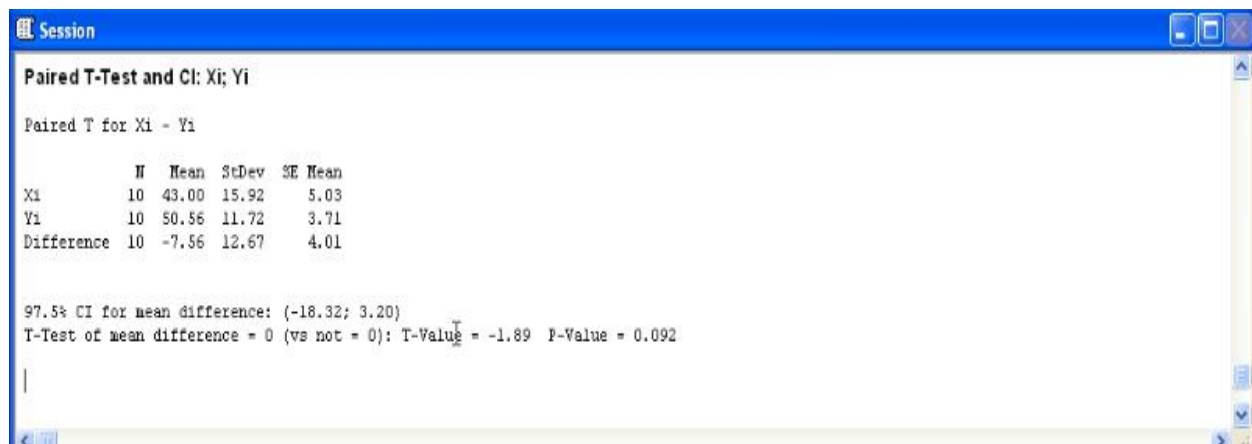 Session
Paired T-Test and CI: Xi; Yi
Paired T for Xi - Yi
N Mean StDev SE Mean
Xi 10 43.00 15.92 5.03
Yi 10 50.56 11.72 3.71
Difference 10 -7.56 12.67 4.01
97.5% CI for mean difference: (-18.32; 3.20)
T-Test of mean difference = 0 (vs not = 0): T-Value = -1.89 P-Value = 0.092